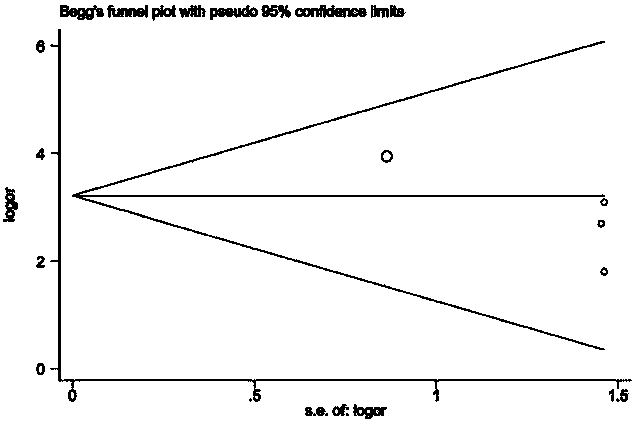 Begg's funnel plot with pseudo 95% confidence limits
6
4
logor
2
0
0 .5 1 1.5
s.e. of: logor